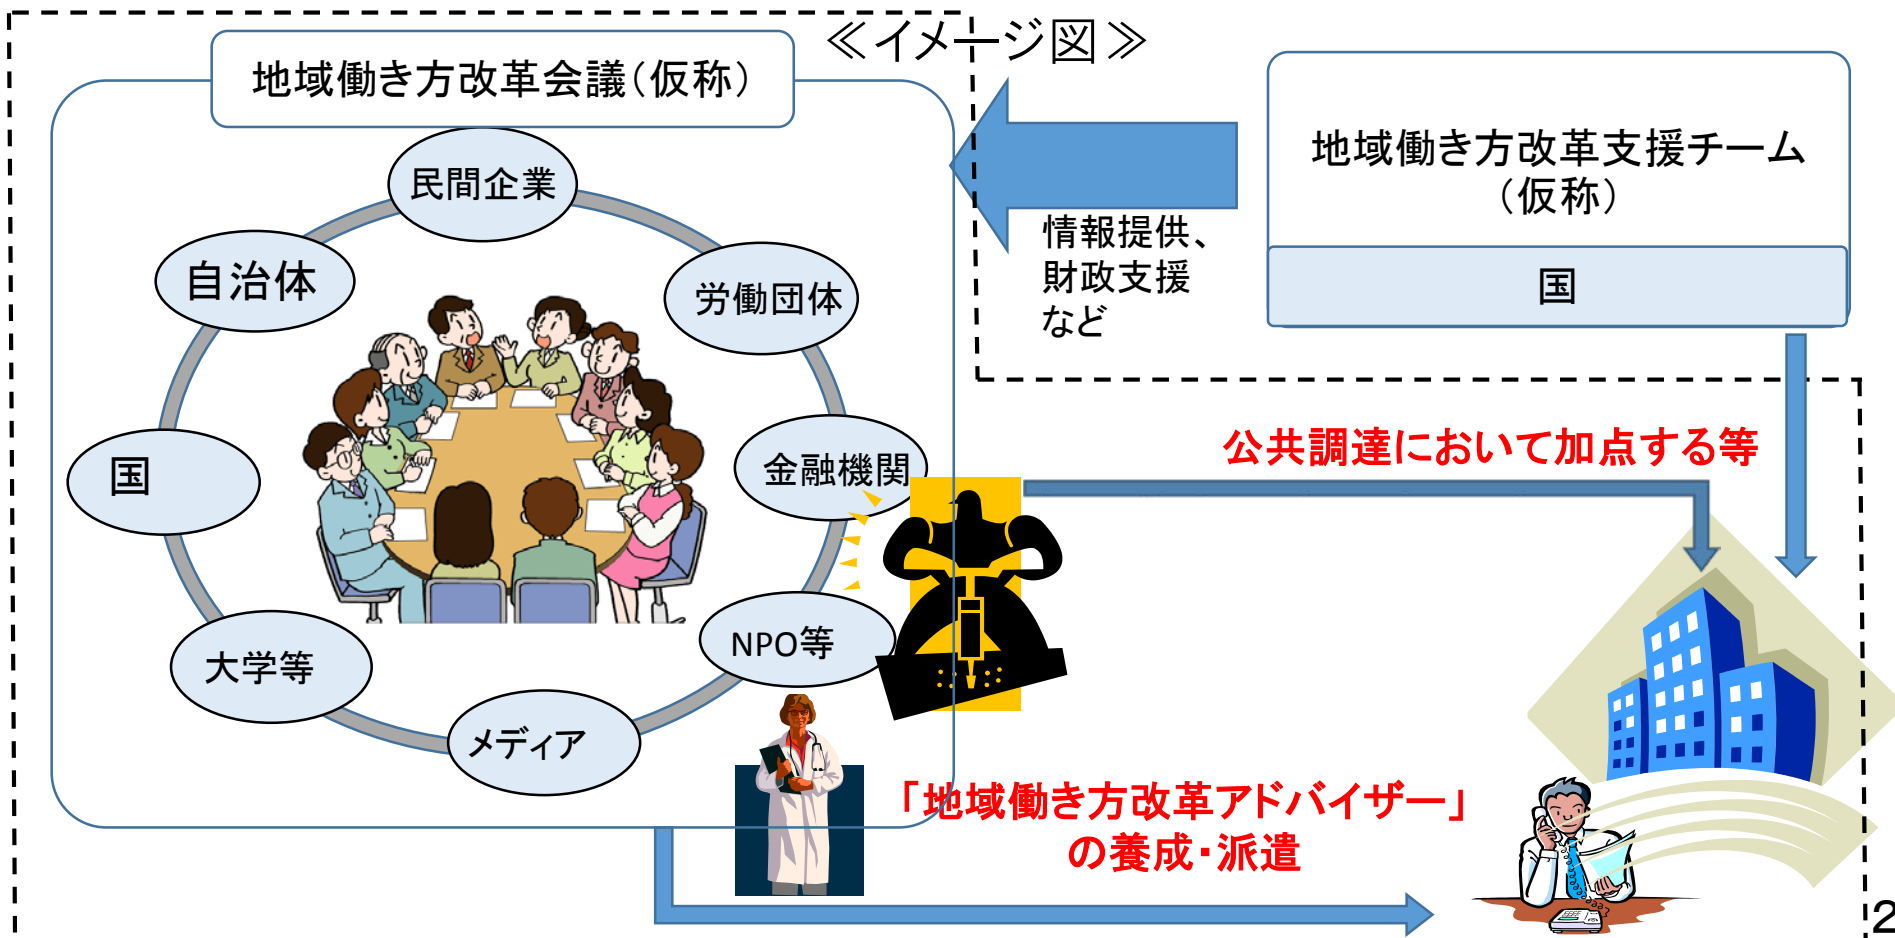 ≪イメージ図≫
地域働き方改革会議（仮称）
民間企業
自治体
労働団体
国
金融機関
大学等
NPO等
メディア
地域働き方改革支援チーム
（仮称）
国
情報提供、
財政支援
など
公共調達において加点する等
「地域働き方改革アドバイザー」
の養成・派遣
2